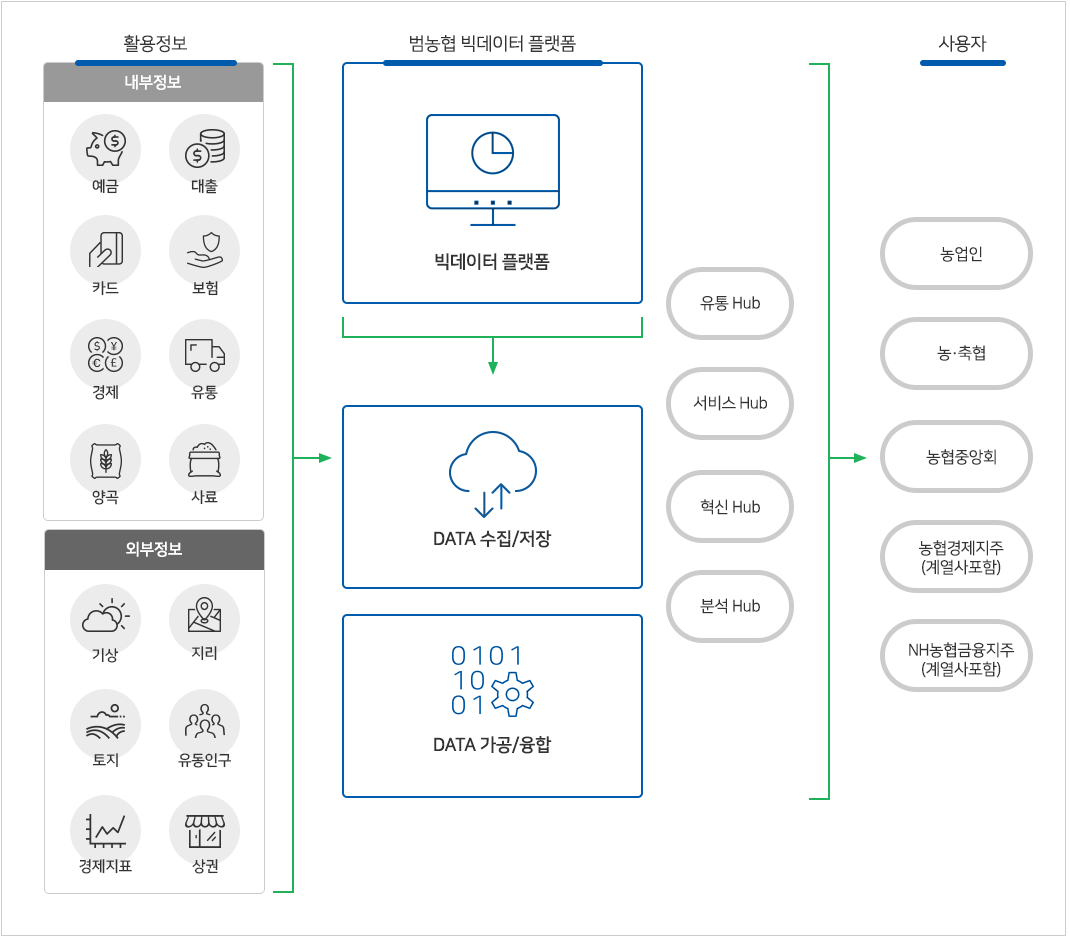 활용정보
내부정보
예금
대출
카드
보험
경제
유통
양곡
사료
외부정보
기상
지리
토지
유동인구
경제지표
상권
범농협 빅데이터 플랫폼
빅데이터 플랫폼
DATA 수집/저장
0101
10
01
DATA 가공/융합
유통 Hub
서비스 Hub
혁신 Hub
분석 Hub
사용자
농업인
농·축협
농협중앙회
농협경제지주
(계열사포함)
NH농협금융지주
(계열사포함)